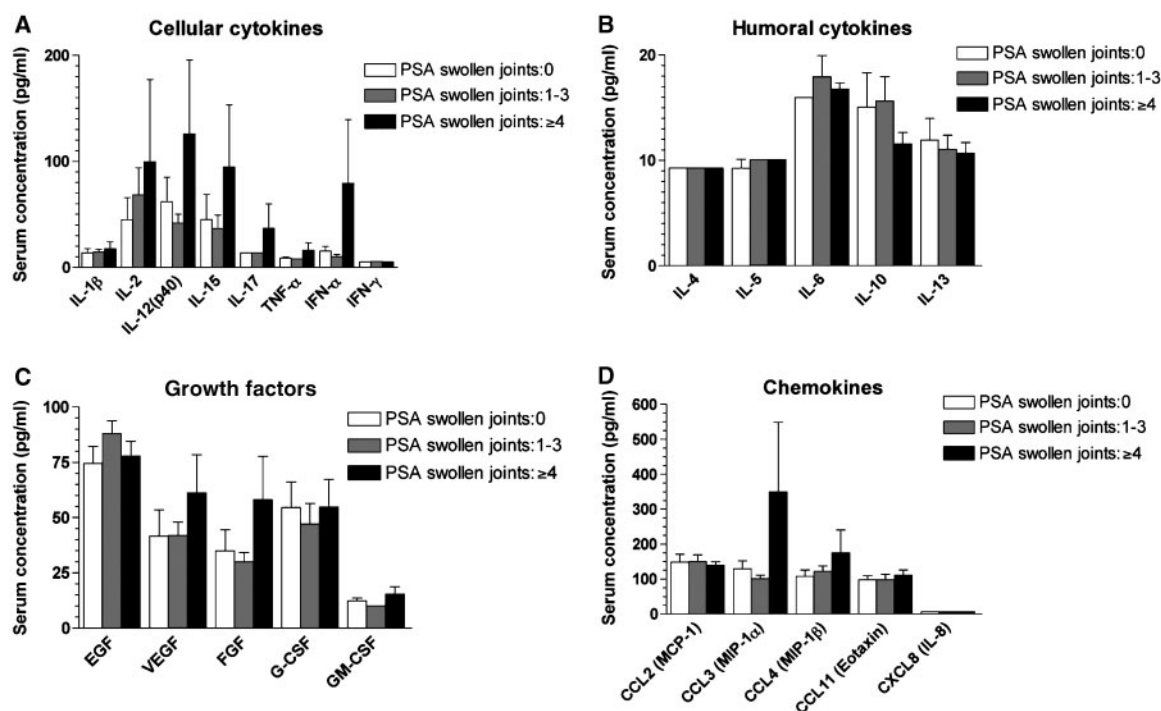 A
Cellular cytokines
Serum concentration (pg/ml)
200
100
0
PSA swollen joints:0
PSA swollen joints:1-3
PSA swollen joints:≥4
IL-1β
IL-2
IL-12(p40)
IL-15
IL-17
TNF-α
IFN-α
IFN-γ
B
Humoral cytokines
Serum concentration (pg/ml)
20
10
0
PSA swollen joints:0
PSA swollen joints:1-3
PSA swollen joints:≥4
IL-4
IL-5
IL-6
IL-10
IL-13
C
Growth factors
Serum concentration (pg/ml)
100
75
50
25
0
PSA swollen joints:0
PSA swollen joints:1-3
PSA swollen joints:≥4
EGF
VEGF
FGF
G-CSF
GM-CSF
D
Chemokines
Serum concentration (pg/ml)
600
500
400
300
200
100
0
PSA swollen joints:0
PSA swollen joints:1-3
PSA swollen joints:≥4
CCL2 (MCP-1)
CCL3 (MIP-1α)
CCL4 (MIP-1β)
CCL11 (Eotaxin)
CXCL8 (IL-8)